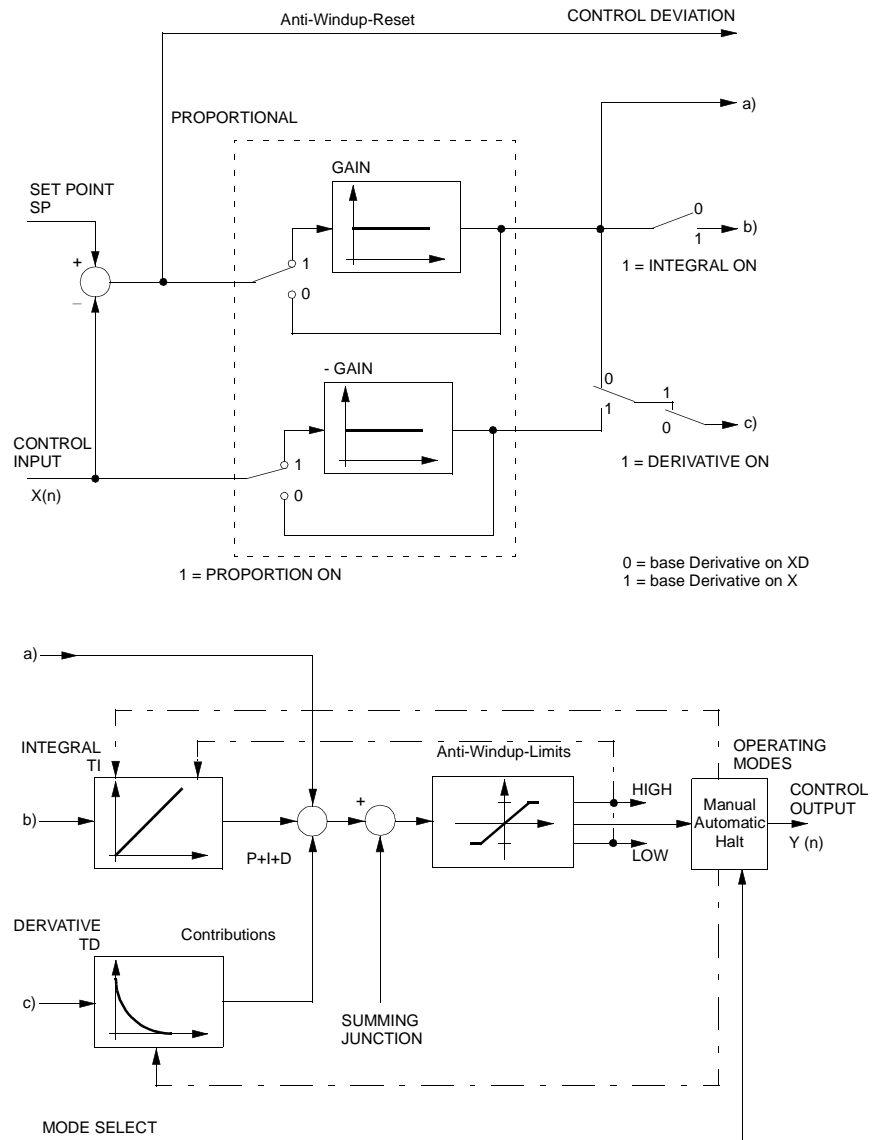 Anti-Windup-Reset
CONTROL DEVIATION
a)
PROPORTIONAL
GAIN
SET POINT
SP
0
b)
1
+
1
1 = INTEGRAL ON
_
0
- GAIN
0
1
1
0
c)
CONTROL
INPUT
1
1 = DERIVATIVE ON
X(n)
0
1 = PROPORTION ON
0 = base Derivative on XD
1 = base Derivative on X
a)
INTEGRAL
TI
Anti-Windup-Limits
OPERATING
MODES
HIGH
CONTROL
OUTPUT
+
Manual
Automatic
Halt
b)
Y (n)
P+I+D
LOW
DERVATIVE
TD
Contributions
c)
SUMMING
JUNCTION
MODE SELECT